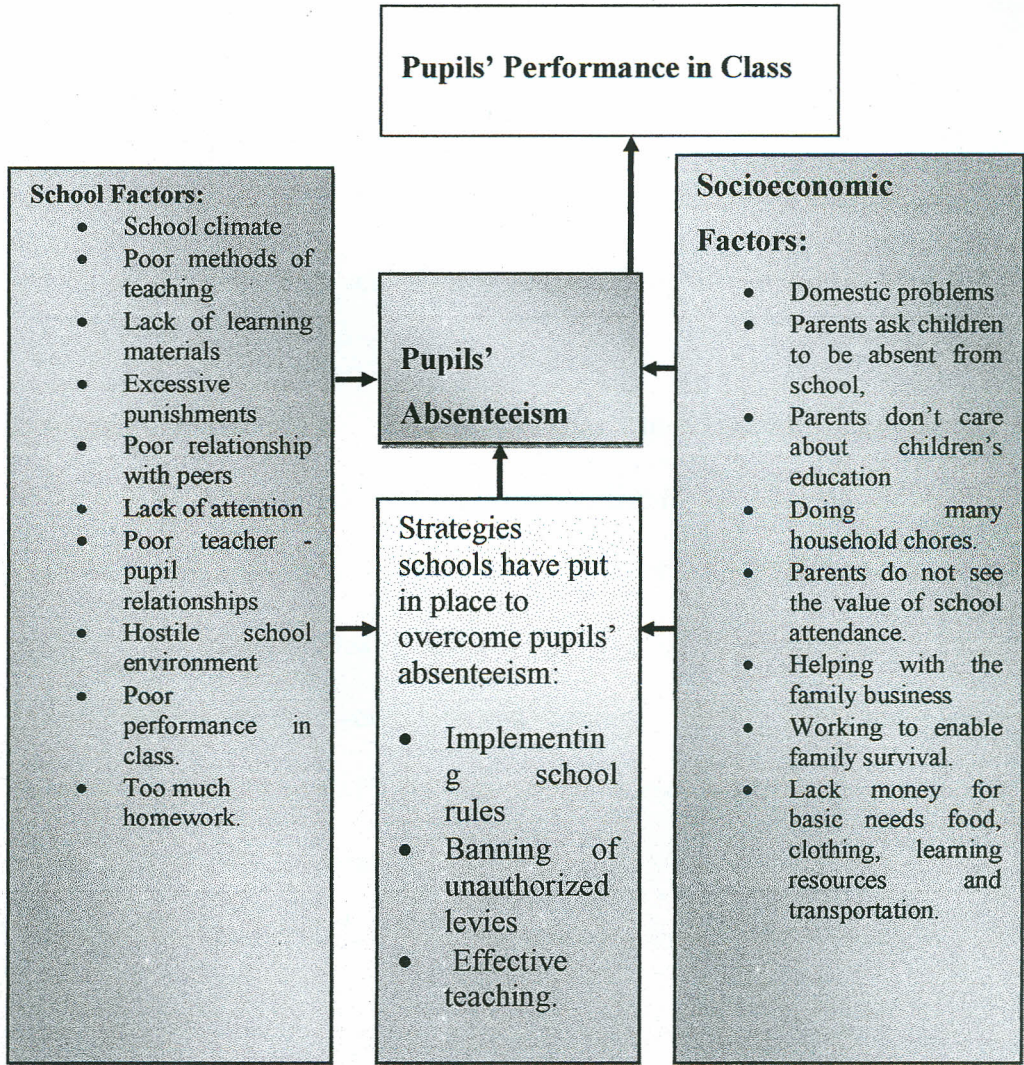 Pupils' Performance in Class
School Factors:
• School climate
• Poor methods of
teaching
• Lack of learning
materials
• Excessive
punishments
• Poor relationship
with peers
• Lack of attention
• Poor teacher -
pupil
relationships
• Hostile school
environment
• Poor
performance in
class.
• Too much
homework.
Pupils'
Absenteeism
Strategies
schools have put
in place to
overcome pupils'
absenteeism:
• Implementin
g school
rules
• Banning of
unauthorized
levies
• Effective
teaching.
Socioeconomic
Factors:
• Domestic problems
• Parents ask children
to be absent from
school,
• Parents don't care
about children's
education
• Doing many
household chores.
• Parents do not see
the value of school
attendance.
• Helping with the
family business
• Working to enable
family survival.
• Lack money for
basic needs food,
clothing, learning
resources and
transportation.